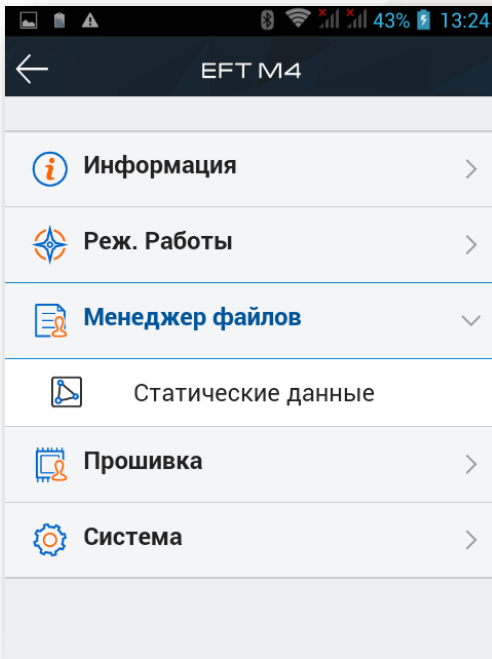 43% 13:24
EFT M4
Информация
Реж. Работы
Менеджер файлов
Статические данные
Прошивка
Система